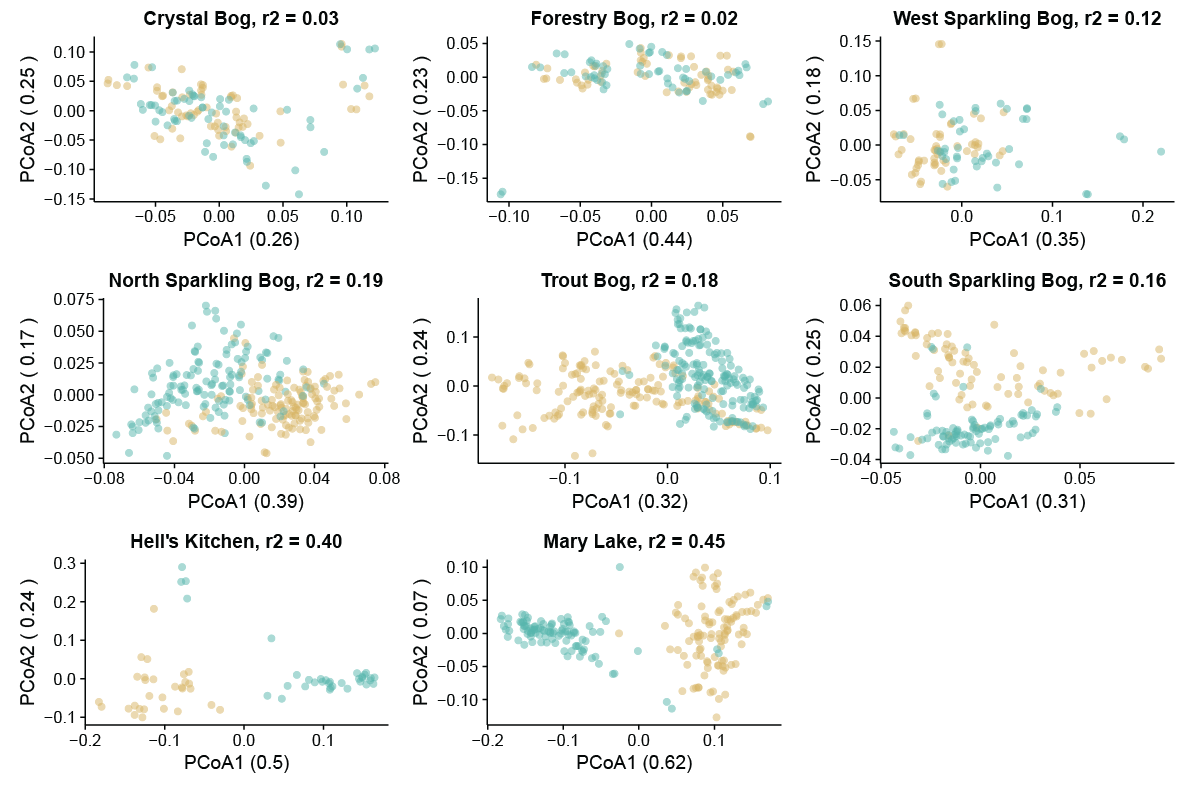 Crystal Bog, r2 = 0.03
Forestry Bog, r2 = 0.02
West Sparkling Bog, r2 = 0.12
PCoA2 ( 0.25 )
0.10
0.05
0.00
−0.05
−0.10
−0.15
−0.05
0.00
0.05
0.10
PCoA1 (0.26)
PCoA2 ( 0.23 )
0.05
0.00
−0.05
−0.10
−0.15
−0.10
−0.05
0.00
0.05
PCoA1 (0.44)
PCoA2 ( 0.18 )
0.15
0.10
0.05
0.00
−0.05
0.0
0.1
0.2
PCoA1 (0.35)
North Sparkling Bog, r2 = 0.19
Trout Bog, r2 = 0.18
South Sparkling Bog, r2 = 0.16
PCoA2 ( 0.17 )
0.075
0.050
0.025
0.000
−0.025
−0.050
−0.08
−0.04
0.00
0.04
0.08
PCoA1 (0.39)
PCoA2 ( 0.24 )
0.1
0.0
−0.1
−0.1
0.0
0.1
PCoA1 (0.32)
PCoA2 ( 0.25 )
0.06
0.04
0.02
0.00
−0.02
−0.04
−0.05
0.00
0.05
PCoA1 (0.31)
Hell's Kitchen, r2 = 0.40
Mary Lake, r2 = 0.45
PCoA2 ( 0.24 )
0.3
0.2
0.1
0.0
−0.1
−0.2
−0.1
0.0
0.1
PCoA1 (0.5)
PCoA2 ( 0.07 )
0.10
0.05
0.00
−0.05
−0.10
−0.2
−0.1
0.0
0.1
PCoA1 (0.62)